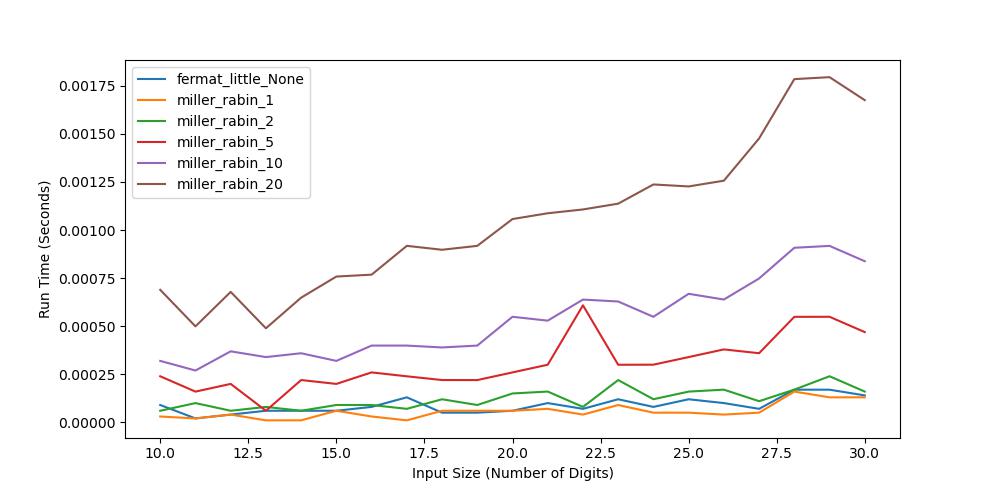 fermat_little_None
miller_rabin_1
miller_rabin_2
miller_rabin_5
miller_rabin_10
miller_rabin_20
Run Time (Seconds)
0.00175
0.00150
0.00125
0.00100
0.00075
0.00050
0.00025
0.00000
10.0 12.5 15.0 17.5 20.0 22.5 25.0 27.5 30.0
Input Size (Number of Digits)